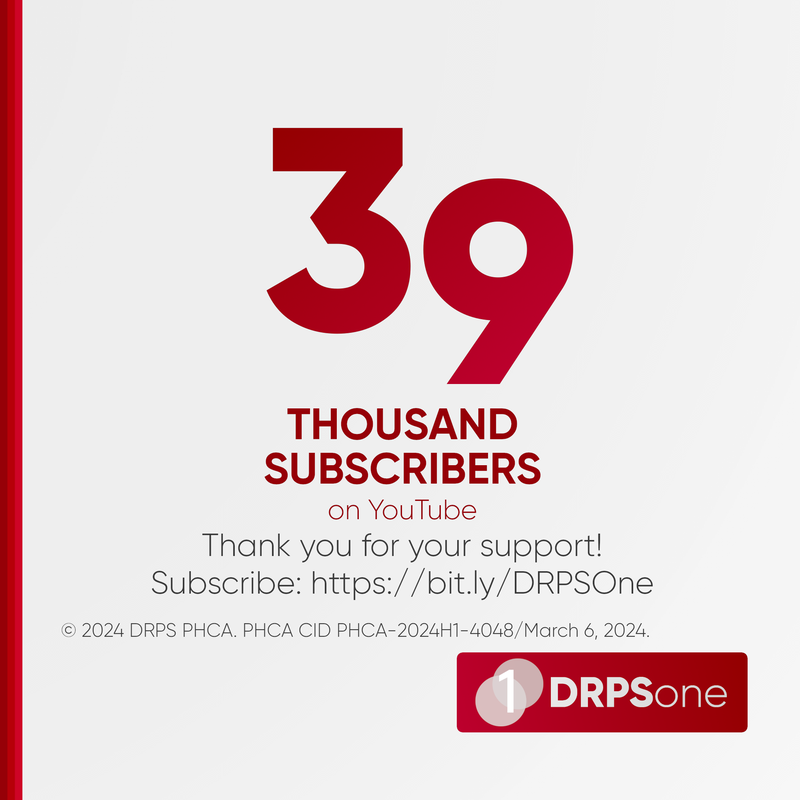 39
THOUSAND
SUBSCRIBERS
on YouTube
Thank you for your support!
Subscribe: https://bit.ly/DRPSOne
© 2024 DRPS PHCA. PHCA CID PHCA-2024H1-4048/March 6, 2024.
1 DRPSone